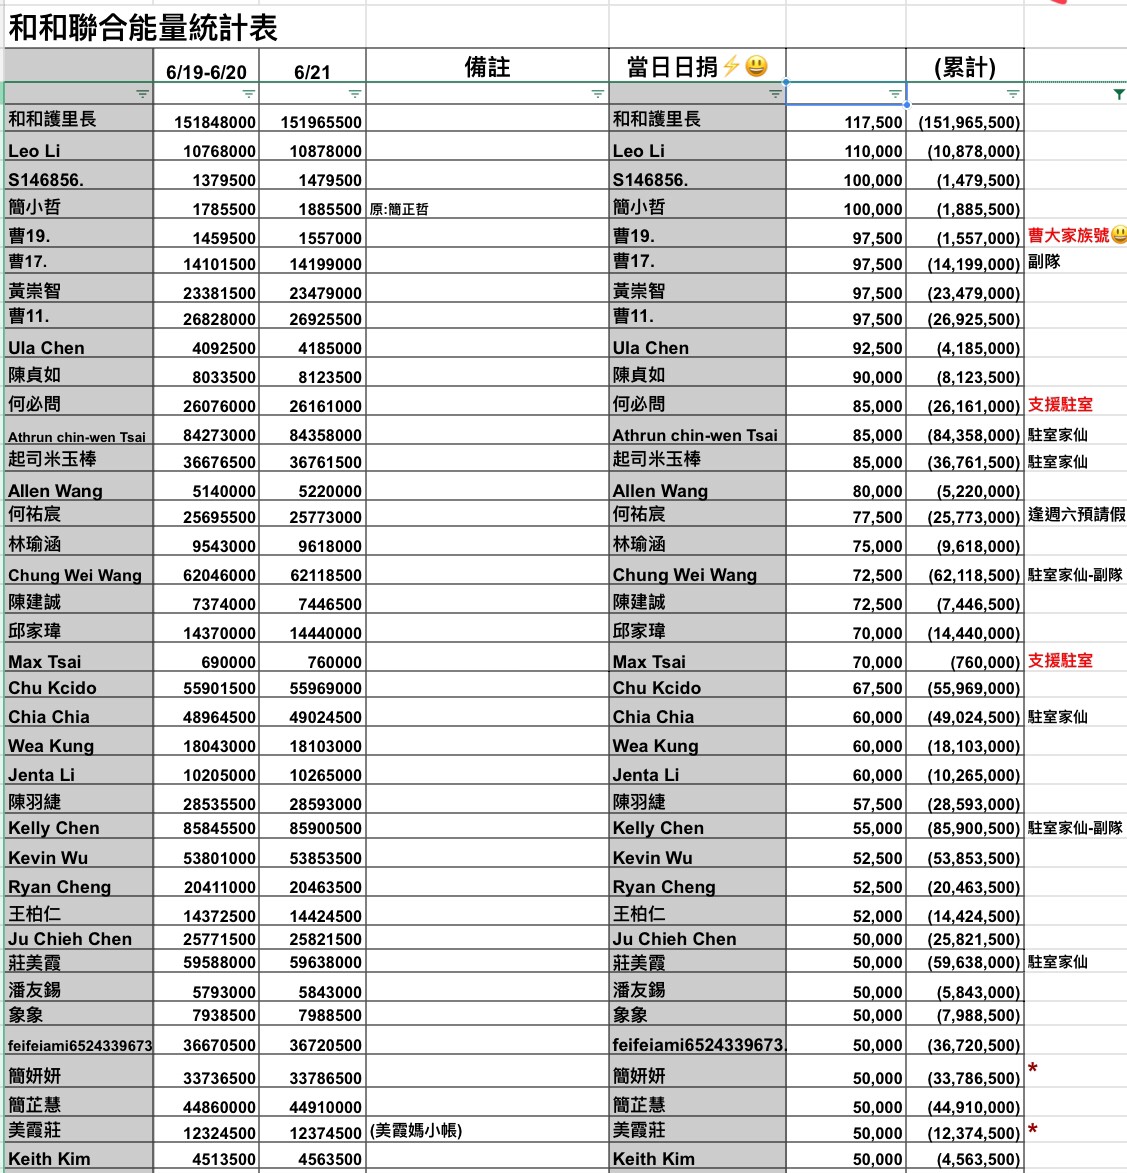 和和聯合能量統計表
6/19-6/20 6/21 備註 當日日捐⚡😃 (累計)
和和護里長 151848000 151965500 和和護里長 117,500 (151,965,500)
Leo Li 10768000 10878000 Leo Li 110,000 (10,878,000)
S146856. 1379500 1479500 S146856. 100,000 (1,479,500)
簡小哲 1785500 1885500 原:簡正哲 簡小哲 100,000 (1,885,500)
曹19. 1459500 1557000 曹19. 97,500 (1,557,000) 曹大家族號😃
曹17. 14101500 14199000 曹17. 97,500 (14,199,000) 副隊
黃崇智 23381500 23479000 黃崇智 97,500 (23,479,000)
曹11. 26828000 26925500 曹11. 97,500 (26,925,500)
Ula Chen 4092500 4185000 Ula Chen 92,500 (4,185,000)
陳貞如 8033500 8123500 陳貞如 90,000 (8,123,500)
何必問 26076000 26161000 何必問 85,000 (26,161,000) 支援駐室
Athrun chin-wen Tsai 84273000 84358000 Athrun chin-wen Tsai 85,000 (84,358,000) 駐室家仙
起司米玉棒 36676500 36761500 起司米玉棒 85,000 (36,761,500) 駐室家仙
Allen Wang 5140000 5220000 Allen Wang 80,000 (5,220,000)
何祐宸 25695500 25773000 何祐宸 77,500 (25,773,000) 逢週六預請假
林瑜涵 9543000 9618000 林瑜涵 75,000 (9,618,000)
Chung Wei Wang 62046000 62118500 Chung Wei Wang 72,500 (62,118,500) 駐室家仙-副隊
陳建誠 7374000 7446500 陳建誠 72,500 (7,446,500)
邱家瑋 14370000 14440000 邱家瑋 70,000 (14,440,000)
Max Tsai 690000 760000 Max Tsai 70,000 (760,000) 支援駐室
Chu Kcido 55901500 55969000 Chu Kcido 67,500 (55,969,000)
Chia Chia 48964500 49024500 Chia Chia 60,000 (49,024,500) 駐室家仙
Wea Kung 18043000 18103000 Wea Kung 60,000 (18,103,000)
Jenta Li 10205000 10265000 Jenta Li 60,000 (10,265,000)
陳羽緁 28535500 28593000 陳羽緁 57,500 (28,593,000)
Kelly Chen 85845500 85900500 Kelly Chen 55,000 (85,900,500) 駐室家仙-副隊
Kevin Wu 53801000 53853500 Kevin Wu 52,500 (53,853,500)
Ryan Cheng 20411000 20463500 Ryan Cheng 52,500 (20,463,500)
王柏仁 14372500 14424500 王柏仁 52,000 (14,424,500)
Ju Chieh Chen 25771500 25821500 Ju Chieh Chen 50,000 (25,821,500)
莊美霞 59588000 59638000 莊美霞 50,000 (59,638,000) 駐室家仙
潘友錫 5793000 5843000 潘友錫 50,000 (5,843,000)
象象 7938500 7988500 象象 50,000 (7,988,500)
feifeiami6524339673 36670500 36720500 feifeiami6524339673. 50,000 (36,720,500)
簡妍妍 33736500 33786500 簡妍妍 50,000 (33,786,500) *
簡芷慧 44860000 44910000 簡芷慧 50,000 (44,910,000)
美霞莊 12324500 12374500 (美霞媽小帳) 美霞莊 50,000 (12,374,500) *
Keith Kim 4513500 4563500 Keith Kim 50,000 (4,563,500)